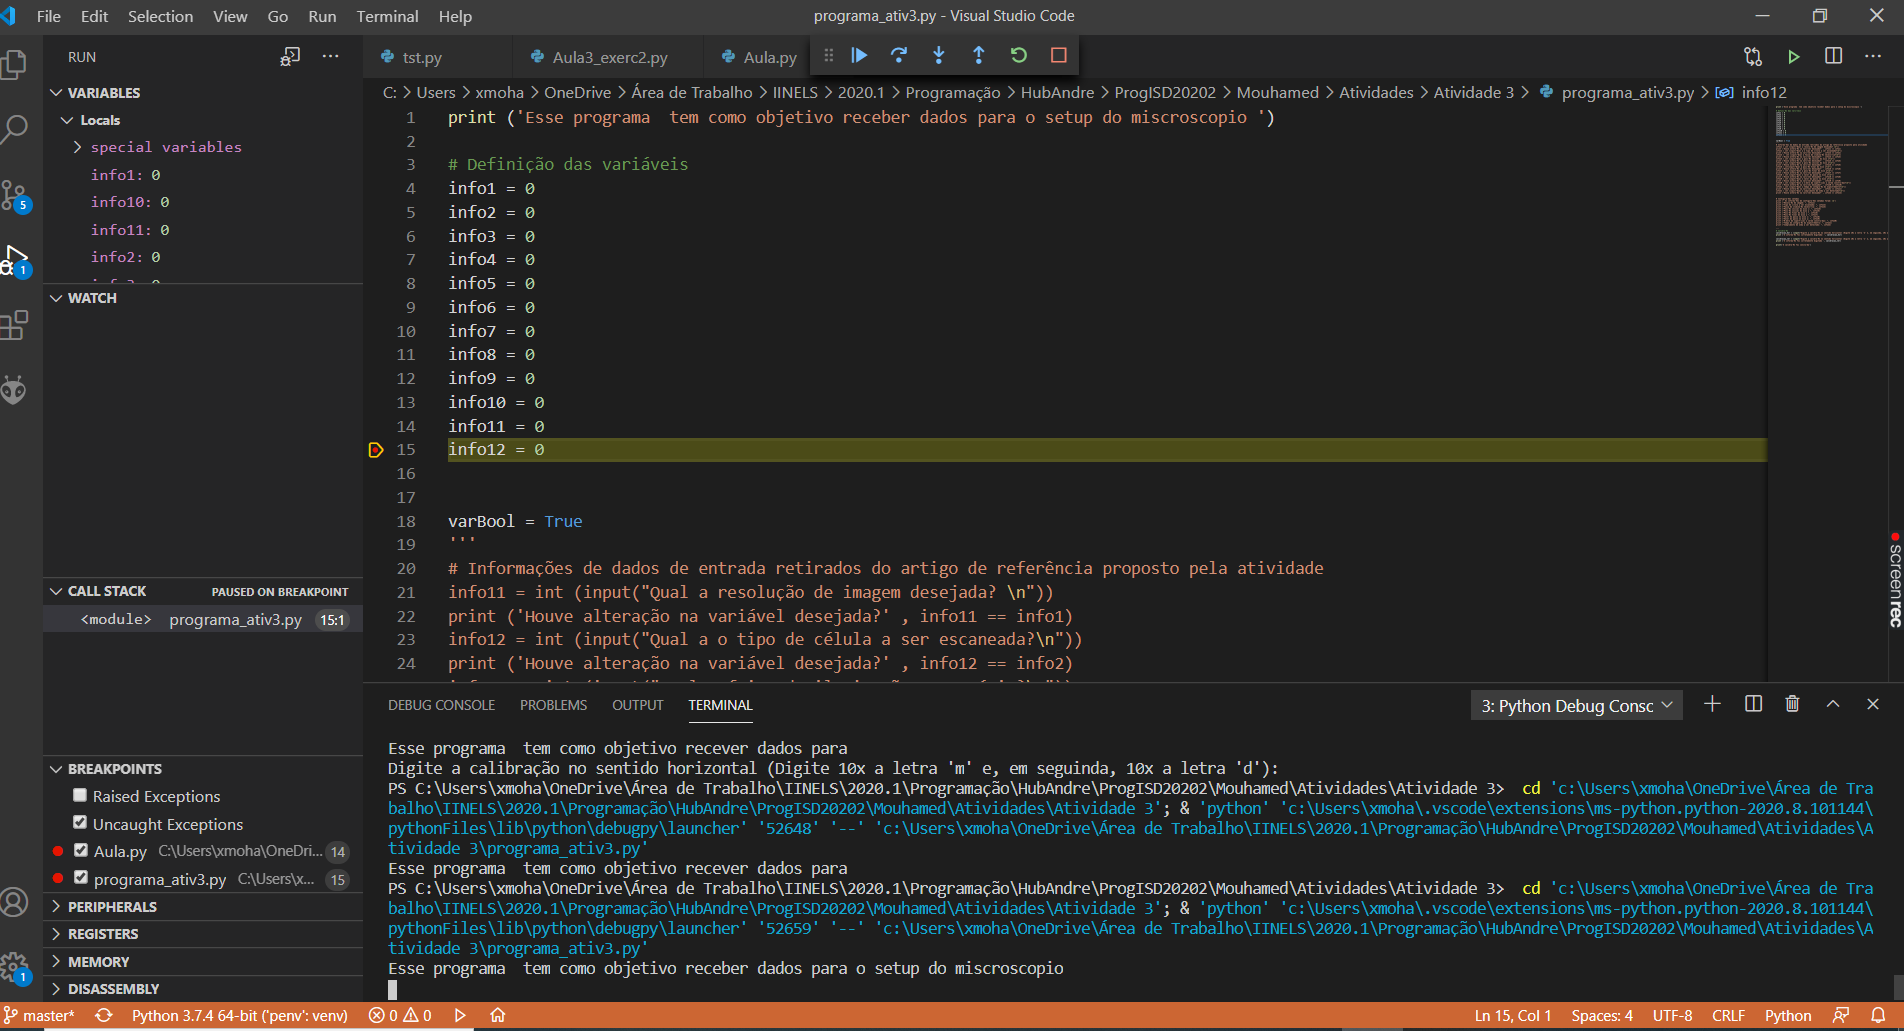 File Edit Selection View Go Run Terminal Help
programa_ativ3.py - Visual Studio Code
RUN
VARIABLES
Locals
special variables
info1: 0
info10: 0
info11: 0
info2: 0
WATCH
CALL STACK
PAUSED ON BREAKPOINT
<module> programa_ativ3.py 15:1
BREAKPOINTS
Raised Exceptions
Uncaught Exceptions
Aula.py C:\Users\xmoha\OneDri... 14
programa_ativ3.py C:\Users\x... 15
PERIPHERALS
REGISTERS
MEMORY
DISASSEMBLY
5
1
1
tst.py
Aula3_exerc2.py
Aula.py
C: > Users > xmoha > OneDrive > Área de Trabalho > IINELS > 2020.1 > Programação > HubAndre > ProgISD20202 > Mouhamed > Atividades > Atividade 3 > programa_ativ3.py > info12
1 print ('Esse programa  tem como objetivo receber dados para o setup do miscroscopio ')
2
3 # Definição das variáveis
4 info1 = 0
5 info2 = 0
6 info3 = 0
7 info4 = 0
8 info5 = 0
9 info6 = 0
10 info7 = 0
11 info8 = 0
12 info9 = 0
13 info10 = 0
14 info11 = 0
15 info12 = 0
16
17
18 varBool = True
19 '''
20 # Informações de dados de entrada retirados do artigo de referência proposto pela atividade
21 info11 = int (input("Qual a resolução de imagem desejada? \n"))
22 print ('Houve alteração na variável desejada?' , info11 == info1)
23 info12 = int (input("Qual a o tipo de célula a ser escaneada?\n"))
24 print ('Houve alteração na variável desejada?' , info12 == info2)
screenrec
DEBUG CONSOLE PROBLEMS OUTPUT TERMINAL
3: Python Debug Consc
Esse programa  tem como objetivo recever dados para
Digite a calibração no sentido horizontal (Digite 10x a letra 'm' e, em seguinda, 10x a letra 'd'):
PS C:\Users\xmoha\OneDrive\Área de Trabalho\IINELS\2020.1\Programação\HubAndre\ProgISD20202\Mouhamed\Atividades\Atividade 3>  cd 'c:\Users\xmoha\OneDrive\Área de Tra
balho\IINELS\2020.1\Programação\HubAndre\ProgISD20202\Mouhamed\Atividades\Atividade 3'; & 'python' 'c:\Users\xmoha\.vscode\extensions\ms-python.python-2020.8.101144\
pythonFiles\lib\python\debugpy\launcher' '52648' '--' 'c:\Users\xmoha\OneDrive\Área de Trabalho\IINELS\2020.1\Programação\HubAndre\ProgISD20202\Mouhamed\Atividades\A
tividade 3\programa_ativ3.py'
Esse programa  tem como objetivo recever dados para
PS C:\Users\xmoha\OneDrive\Área de Trabalho\IINELS\2020.1\Programação\HubAndre\ProgISD20202\Mouhamed\Atividades\Atividade 3>  cd 'c:\Users\xmoha\OneDrive\Área de Tra
balho\IINELS\2020.1\Programação\HubAndre\ProgISD20202\Mouhamed\Atividades\Atividade 3'; & 'python' 'c:\Users\xmoha\.vscode\extensions\ms-python.python-2020.8.101144\
pythonFiles\lib\python\debugpy\launcher' '52659' '--' 'c:\Users\xmoha\OneDrive\Área de Trabalho\IINELS\2020.1\Programação\HubAndre\ProgISD20202\Mouhamed\Atividades\A
tividade 3\programa_ativ3.py'
Esse programa  tem como objetivo receber dados para o setup do miscroscopio
master* Python 3.7.4 64-bit ('penv': venv) 0 0 Ln 15, Col 1 Spaces: 4 UTF-8 CRLF Python